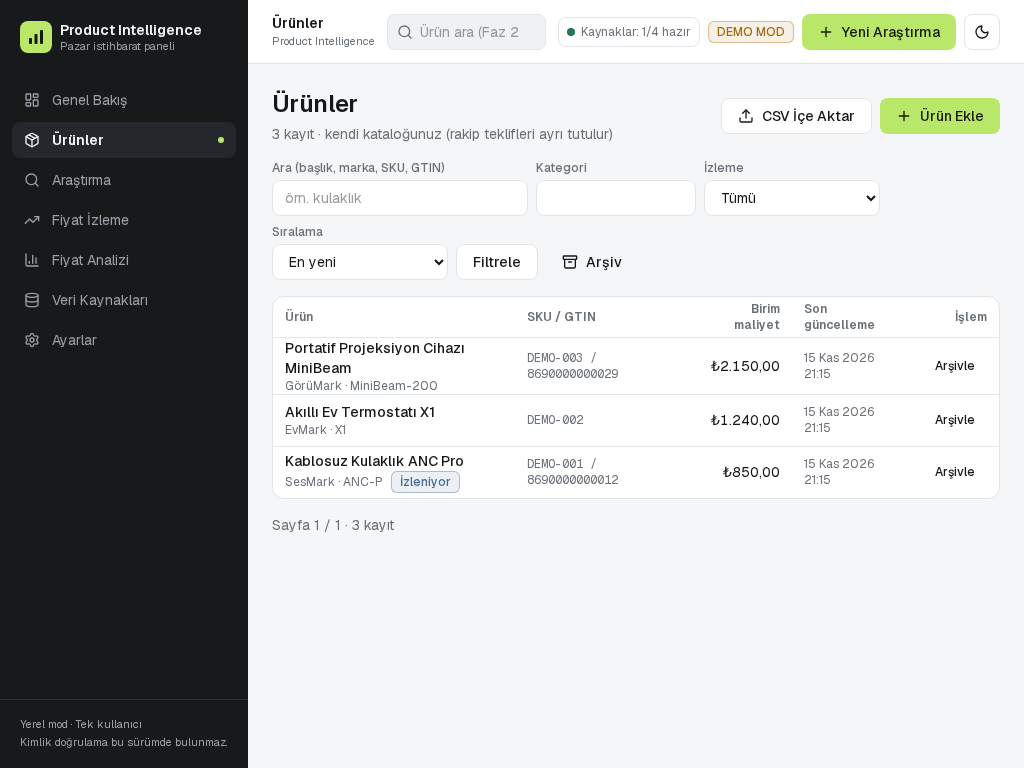 Product Intelligence
Pazar istihbarat paneli
Genel Bakış
Ürünler
Araştırma
Fiyat İzleme
Fiyat Analizi
Veri Kaynakları
Ayarlar
Yerel mod · Tek kullanıcı
Kimlik doğrulama bu sürümde bulunmaz.
Ürünler
Product Intelligence
Ürün ara (Faz 2
Kaynaklar: 1/4 hazır
DEMO MOD
Yeni Araştırma
Ürünler
3 kayıt · kendi kataloğunuz (rakip teklifleri ayrı tutulur)
CSV İçe Aktar
Ürün Ekle
Ara (başlık, marka, SKU, GTIN)
Kategori
İzleme
örn. kulaklık
Tümü
Sıralama
En yeni
Filtrele
Arşiv
Ürün
SKU / GTIN
Birim
maliyet
Son
güncelleme
İşlem
Portatif Projeksiyon Cihazı
MiniBeam
GörüMark · MiniBeam-200
DEMO-003 /
8690000000029
₺2.150,00
15 Kas 2026
21:15
Arşivle
Akıllı Ev Termostatı X1
EvMark · X1
DEMO-002
₺1.240,00
15 Kas 2026
21:15
Arşivle
Kablosuz Kulaklık ANC Pro
SesMark · ANC-P
İzleniyor
DEMO-001 /
8690000000012
₺850,00
15 Kas 2026
21:15
Arşivle
Sayfa 1 / 1 · 3 kayıt